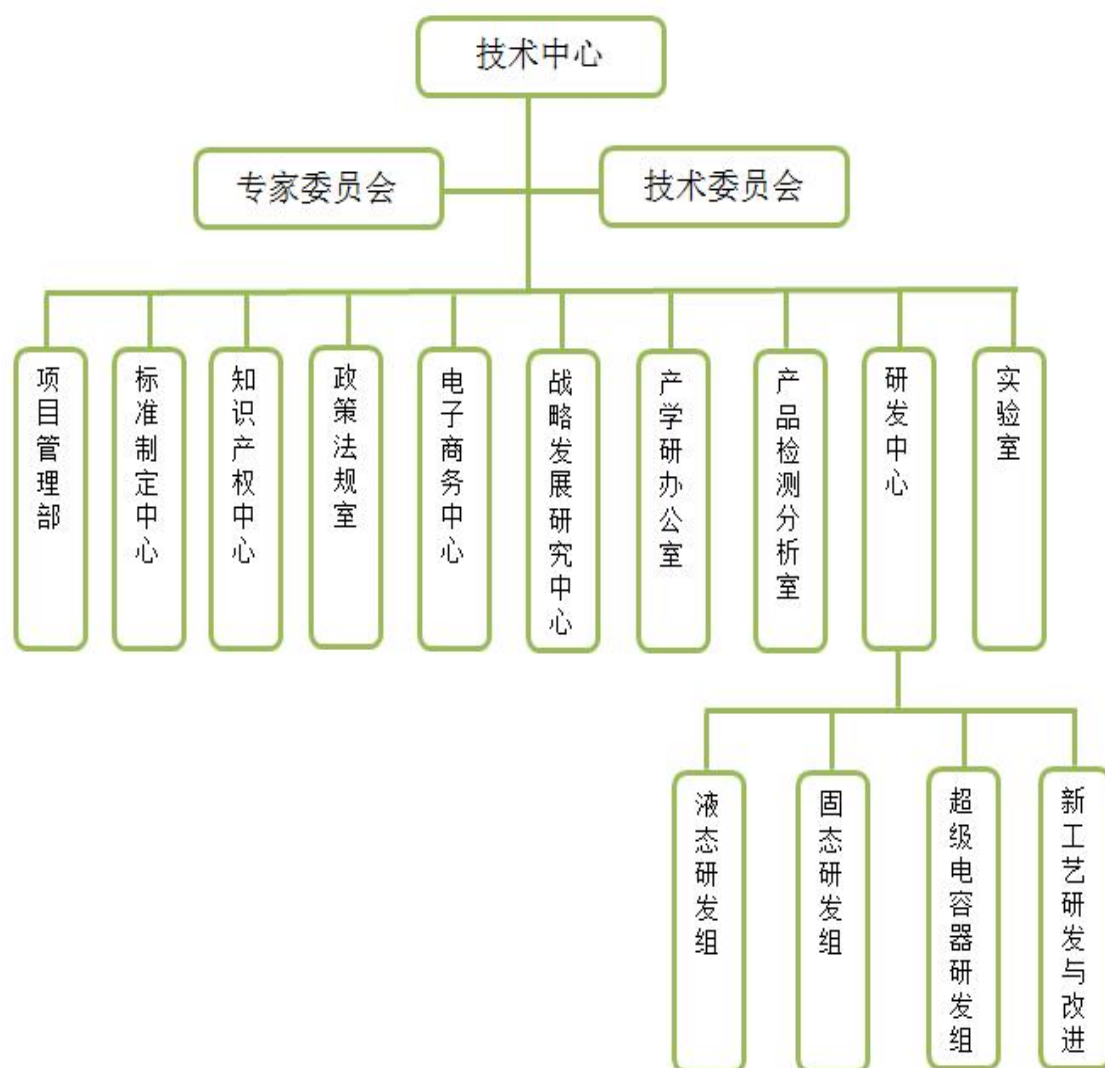 技术中心
专家委员会
技术委员会
项目管理部
标准制定中心
知识产权中心
政策法规室
电子商务中心
战略发展研究中心
产学研办公室
产品检测分析室
研发中心
实验室
液态研发组
固态研发组
超级电容器研发组
新工艺研发与改进